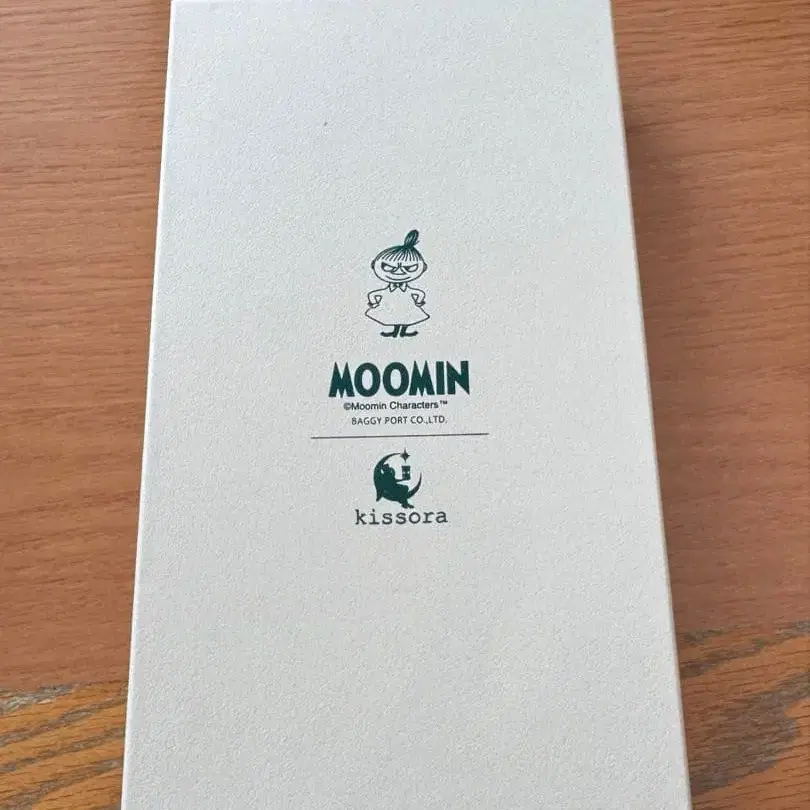 MOOMIN
©Moomin Characters™
BAGGY PORT CO.,LTD.
kissora